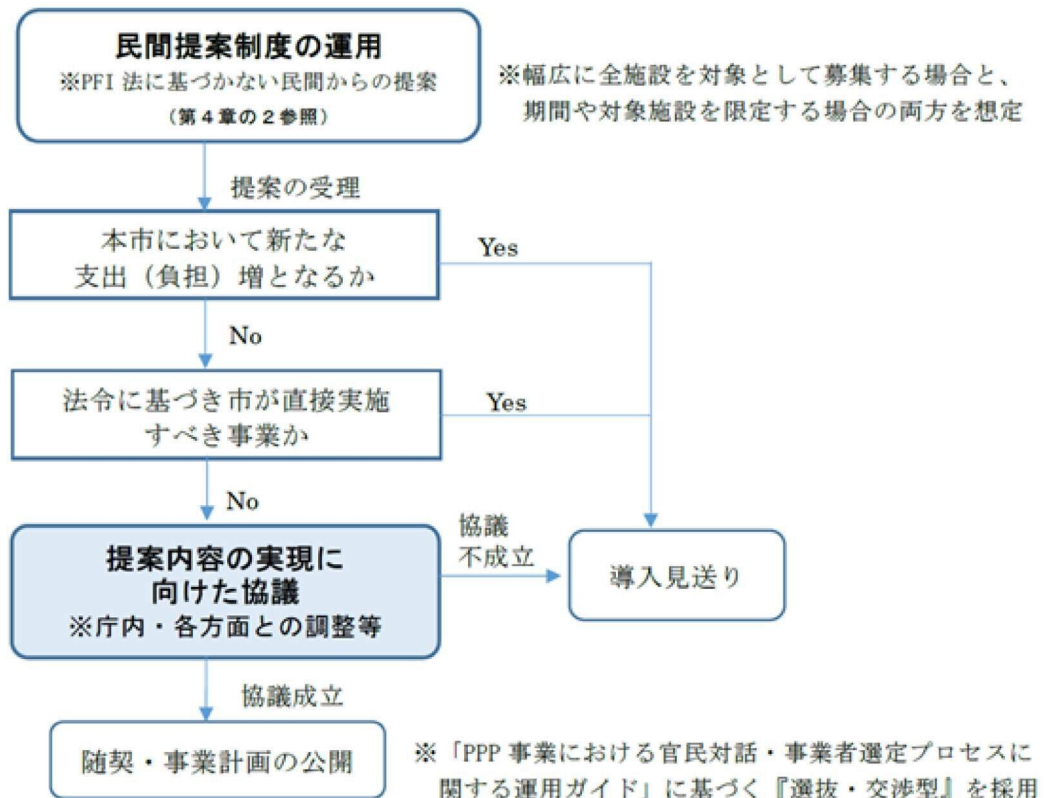 民間提案制度の運用
※PFI 法に基づかない民間からの提案
(第4章の2参照)
※幅広に全施設を対象として募集する場合と、
期間や対象施設を限定する場合の両方を想定
提案の受理
本市において新たな
支出（負担）増となるか
Yes
No
法令に基づき市が直接実施
すべき事業か
Yes
No
提案内容の実現に
向けた協議
※庁内・各方面との調整等
協議
不成立
導入見送り
協議成立
随契・事業計画の公開
※「PPP 事業における官民対話・事業者選定プロセスに
関する運用ガイド」に基づく『選抜・交渉型』を採用